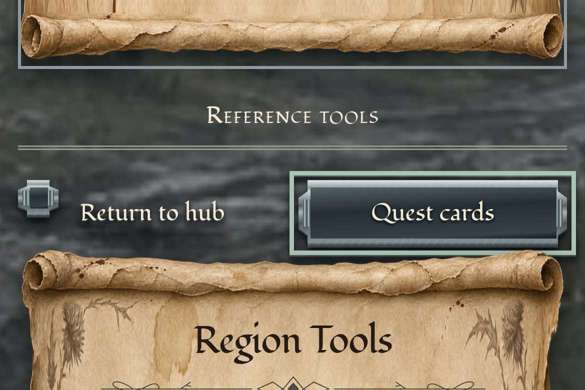 Reference tools
Return to hub
Quest cards
Region Tools